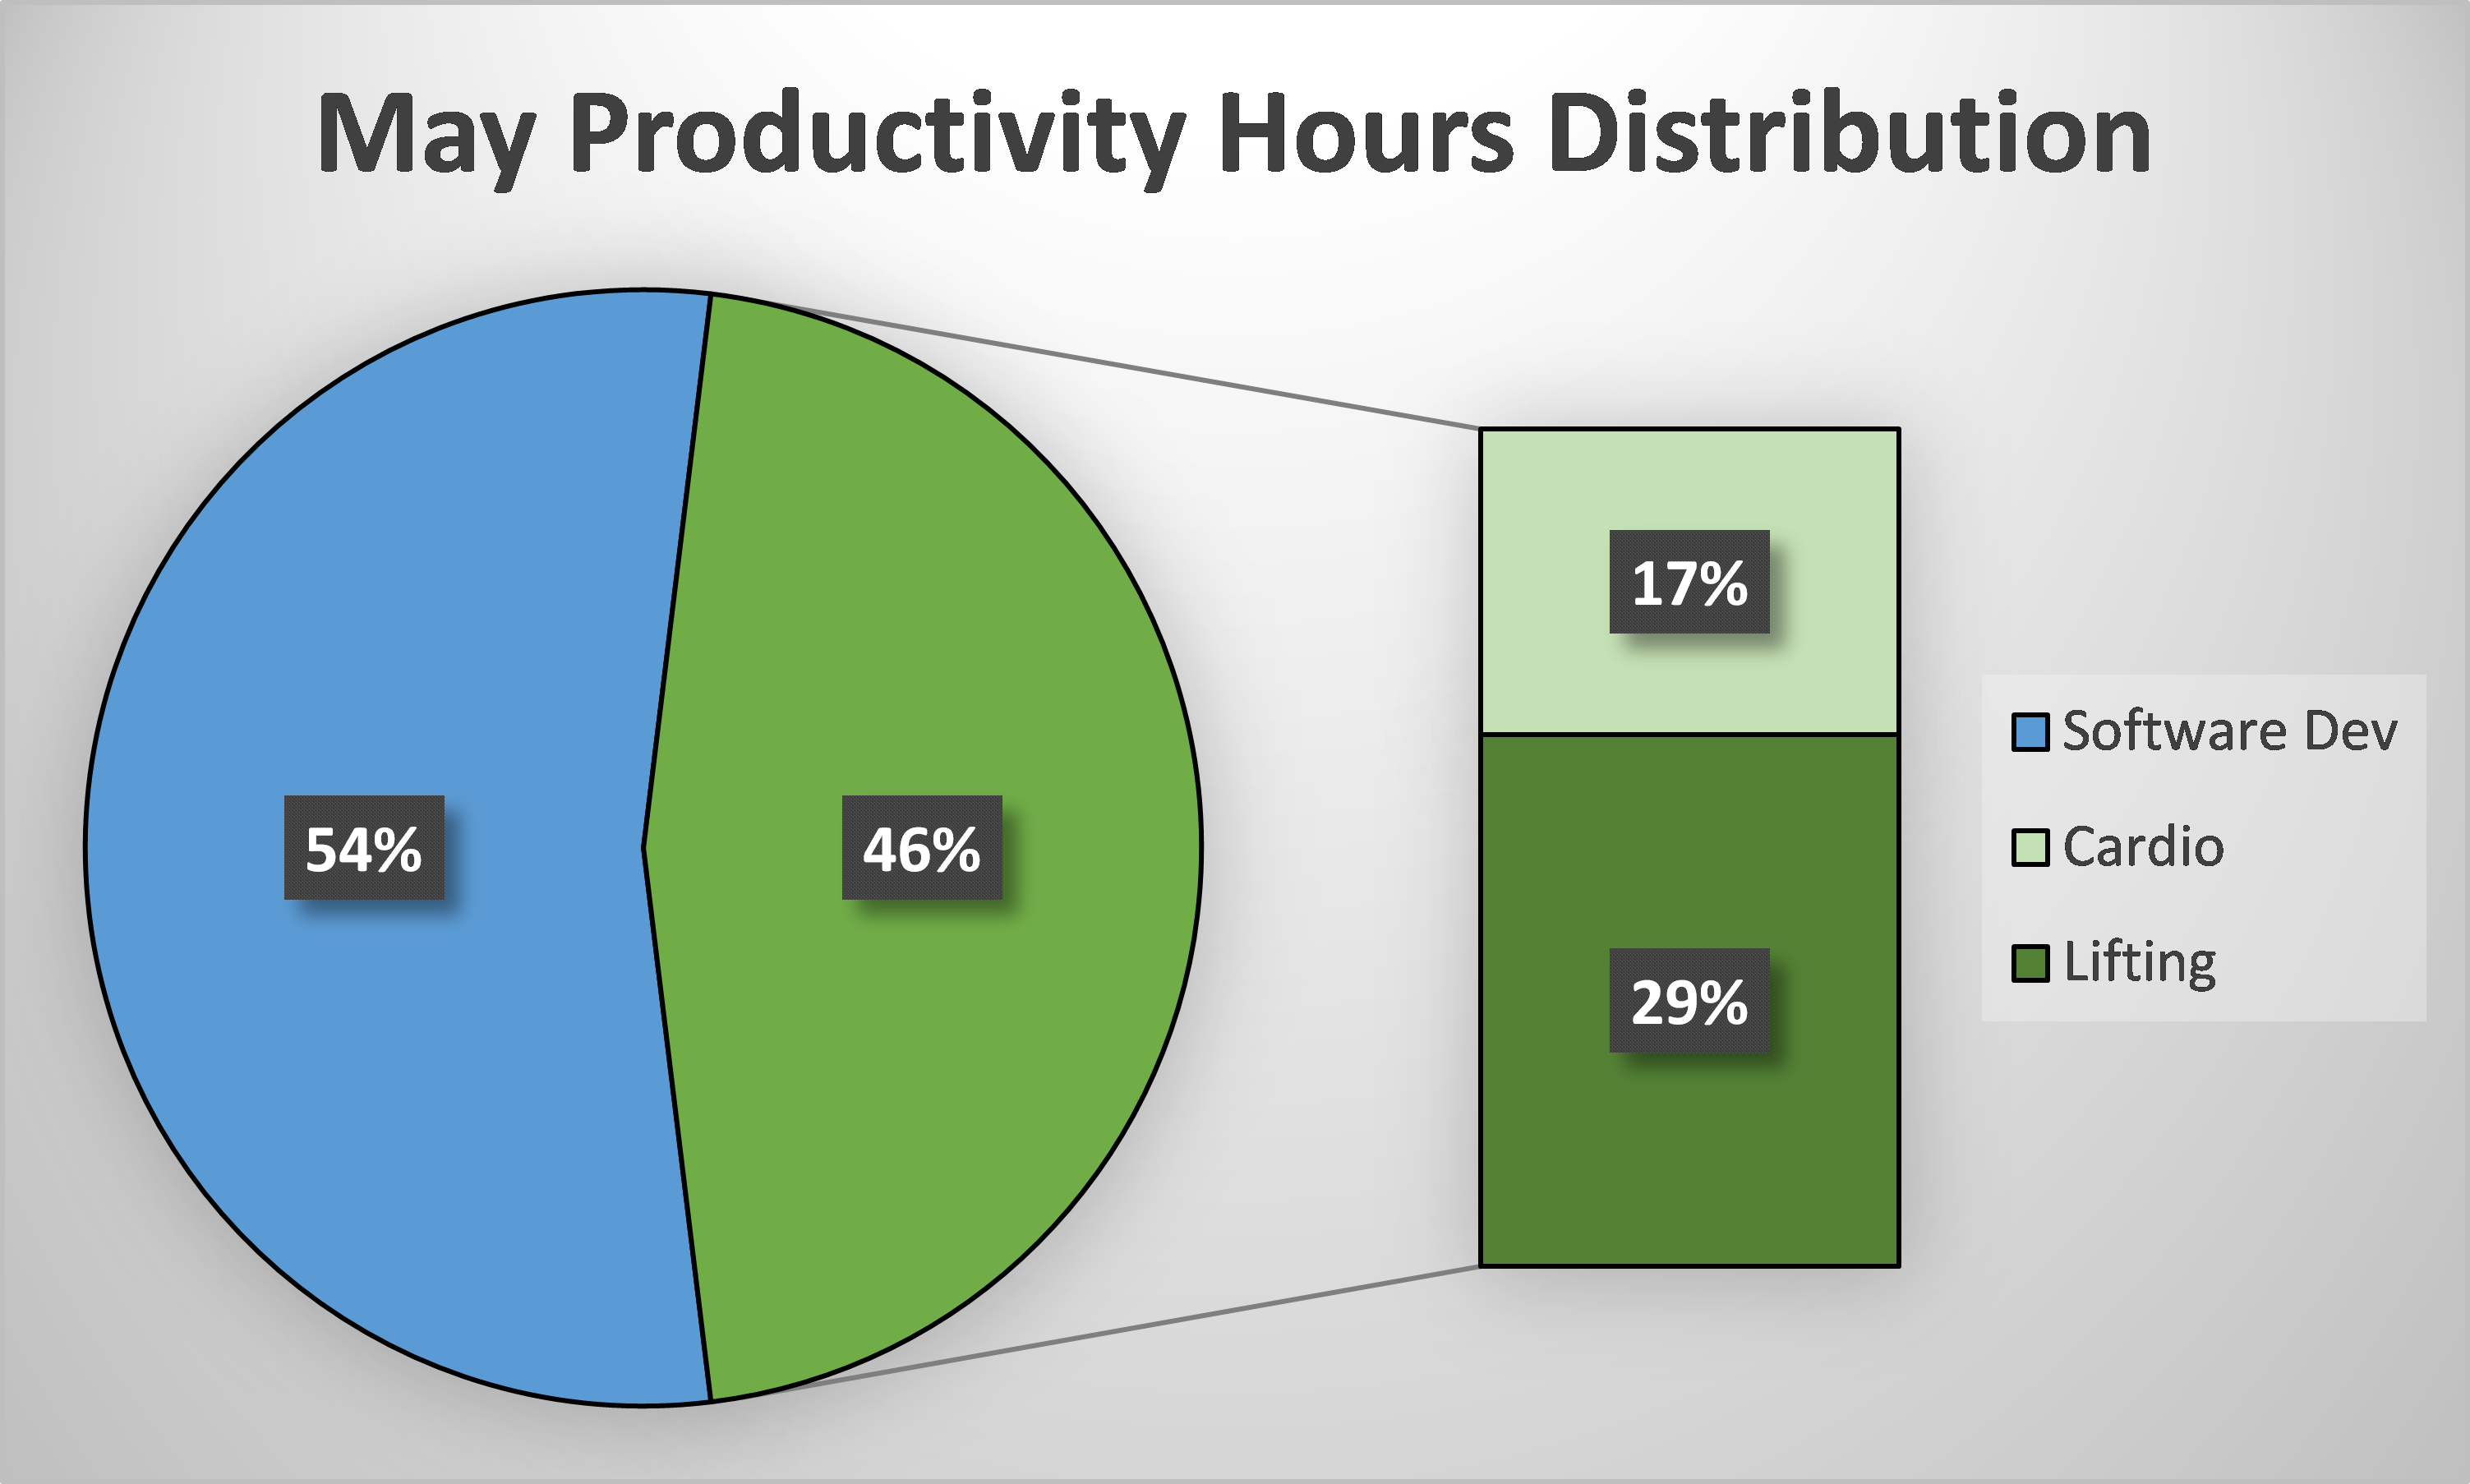 May Productivity Hours Distribution
54%
46%
17%
29%
Software Dev
Cardio
Lifting